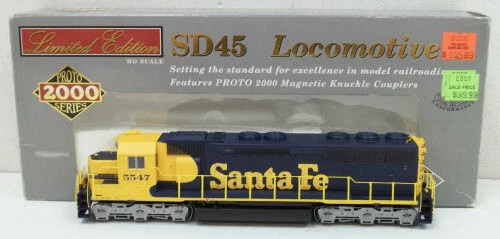 Limited Edition
HO SCALE
SD45 Locomotive
Setting the standard for excellence in model railroadin
Features PROTO 2000 Magnetic Knuckle Couplers
PROTO
2000
SERIES
SALE PRICE
5547
Santa Fe